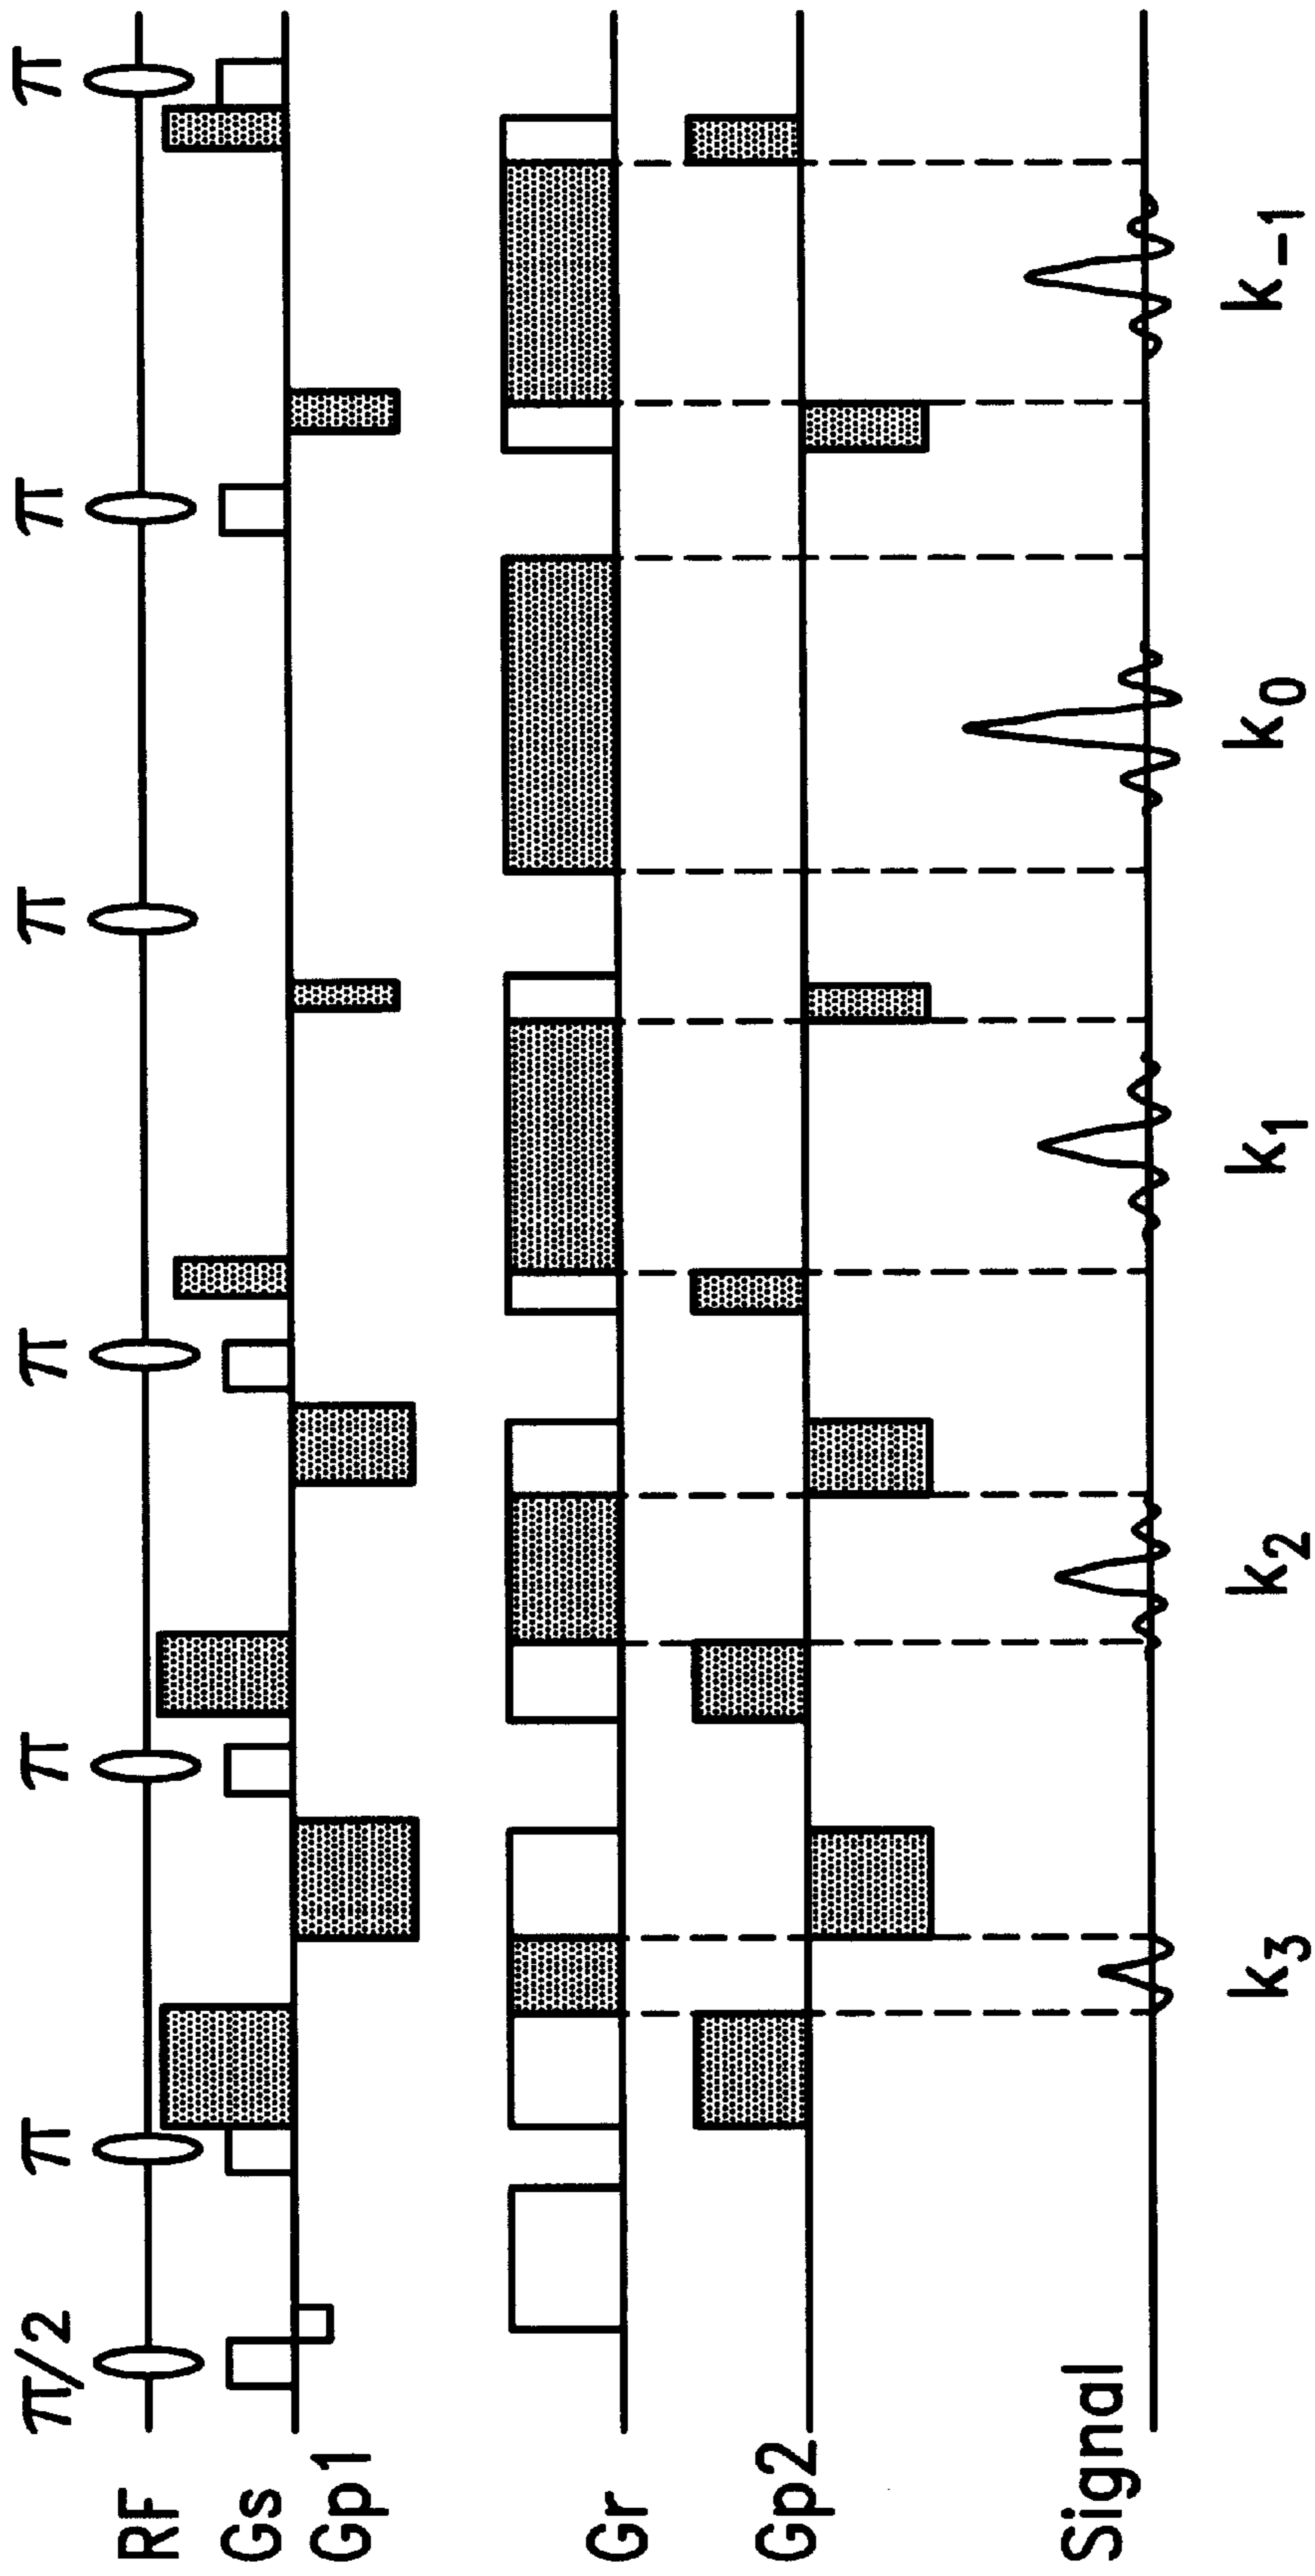 π/2 π π π π π π
RF
Gs
Gp1
Gr
Gp2
Signal
k3 k2 k1 k0 k-1